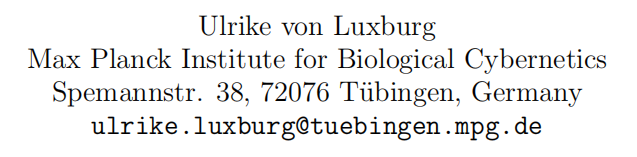 Ulrike von Luxburg
Max Planck Institute for Biological Cybernetics
Spemannstr. 38, 72076 Tübingen, Germany
ulrike.luxburg@tuebingen.mpg.de